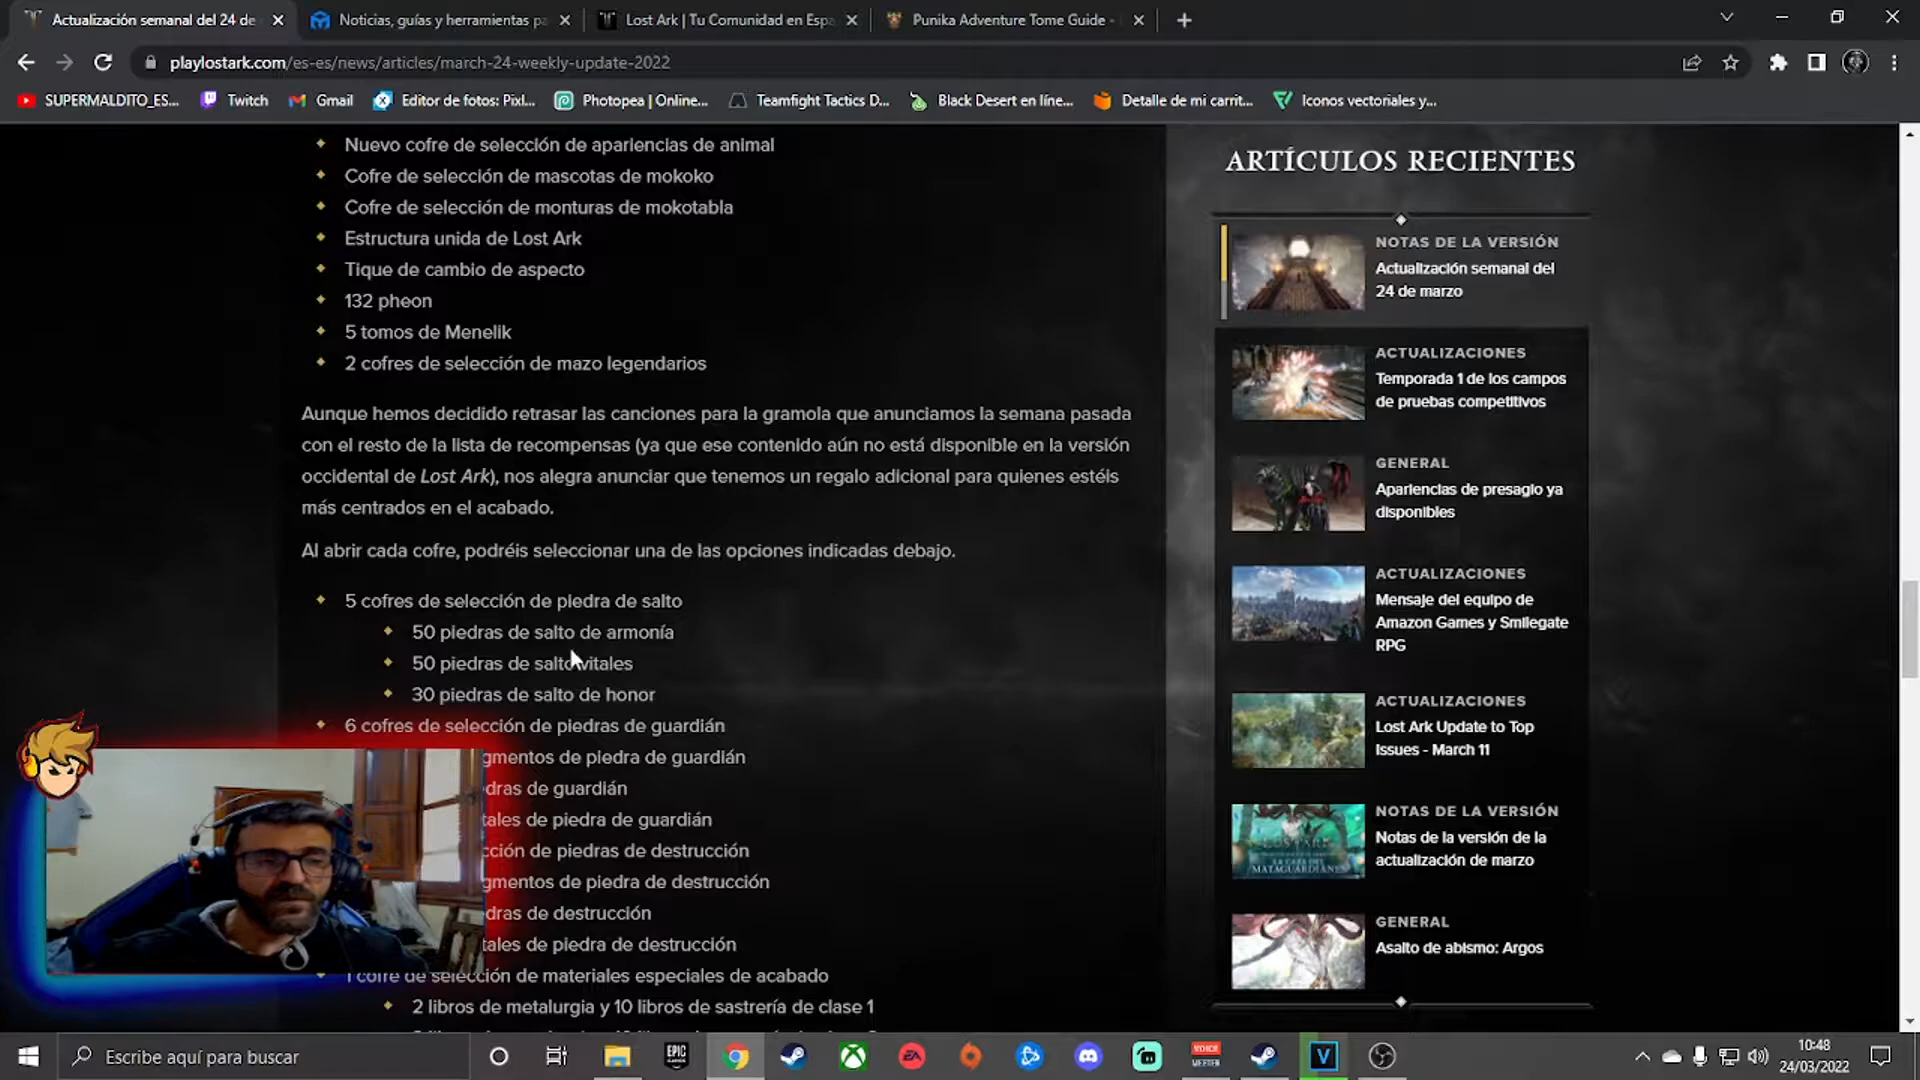 Actualización semanal del 24 de
Noticias, guías y herramientas pa
Lost Ark | Tu Comunidad en Espa
Punika Adventure Tome Guide -
playlostark.com/es-es/news/articles/march-24-weekly-update-2022
SUPERMALDITO_ES...
Twitch
Gmail
Editor de fotos: Pixl...
Photopea | Online...
Teamfight Tactics D...
Black Desert en líne...
Detalle de mi carrit...
Iconos vectoriales y...
Nuevo cofre de selección de apariencias de animal
Cofre de selección de mascotas de mokoko
Cofre de selección de monturas de mokotabla
Estructura unida de Lost Ark
Tique de cambio de aspecto
132 pheon
5 tomos de Menelik
2 cofres de selección de mazo legendarios
Aunque hemos decidido retrasar las canciones para la gramola que anunciamos la semana pasada
con el resto de la lista de recompensas (ya que ese contenido aún no está disponible en la versión
occidental de Lost Ark), nos alegra anunciar que tenemos un regalo adicional para quienes estéis
más centrados en el acabado.
Al abrir cada cofre, podréis seleccionar una de las opciones indicadas debajo.
5 cofres de selección de piedra de salto
50 piedras de salto de armonía
50 piedras de salto vitales
30 piedras de salto de honor
6 cofres de selección de piedras de guardián
gmentos de piedra de guardián
dras de guardián
tales de piedra de guardián
cción de piedras de destrucción
gmentos de piedra de destrucción
dras de destrucción
tales de piedra de destrucción
1 cofre de selección de materiales especiales de acabado
2 libros de metalurgia y 10 libros de sastrería de clase 1
ARTÍCULOS RECIENTES
NOTAS DE LA VERSIÓN
Actualización semanal del
24 de marzo
ACTUALIZACIONES
Temporada 1 de los campos
de pruebas competitivos
GENERAL
Apariencias de presagio ya
disponibles
ACTUALIZACIONES
Mensaje del equipo de
Amazon Games y Smilegate
RPG
ACTUALIZACIONES
Lost Ark Update to Top
Issues - March 11
NOTAS DE LA VERSIÓN
Notas de la versión de la
actualización de marzo
LOST ARK
LA CAZA DEL
MATAGUARDIANES
GENERAL
Asalto de abismo: Argos
Escribe aquí para buscar
EPIC
GAMES
EA
VOICE
MEETER
V
10:48
24/03/2022